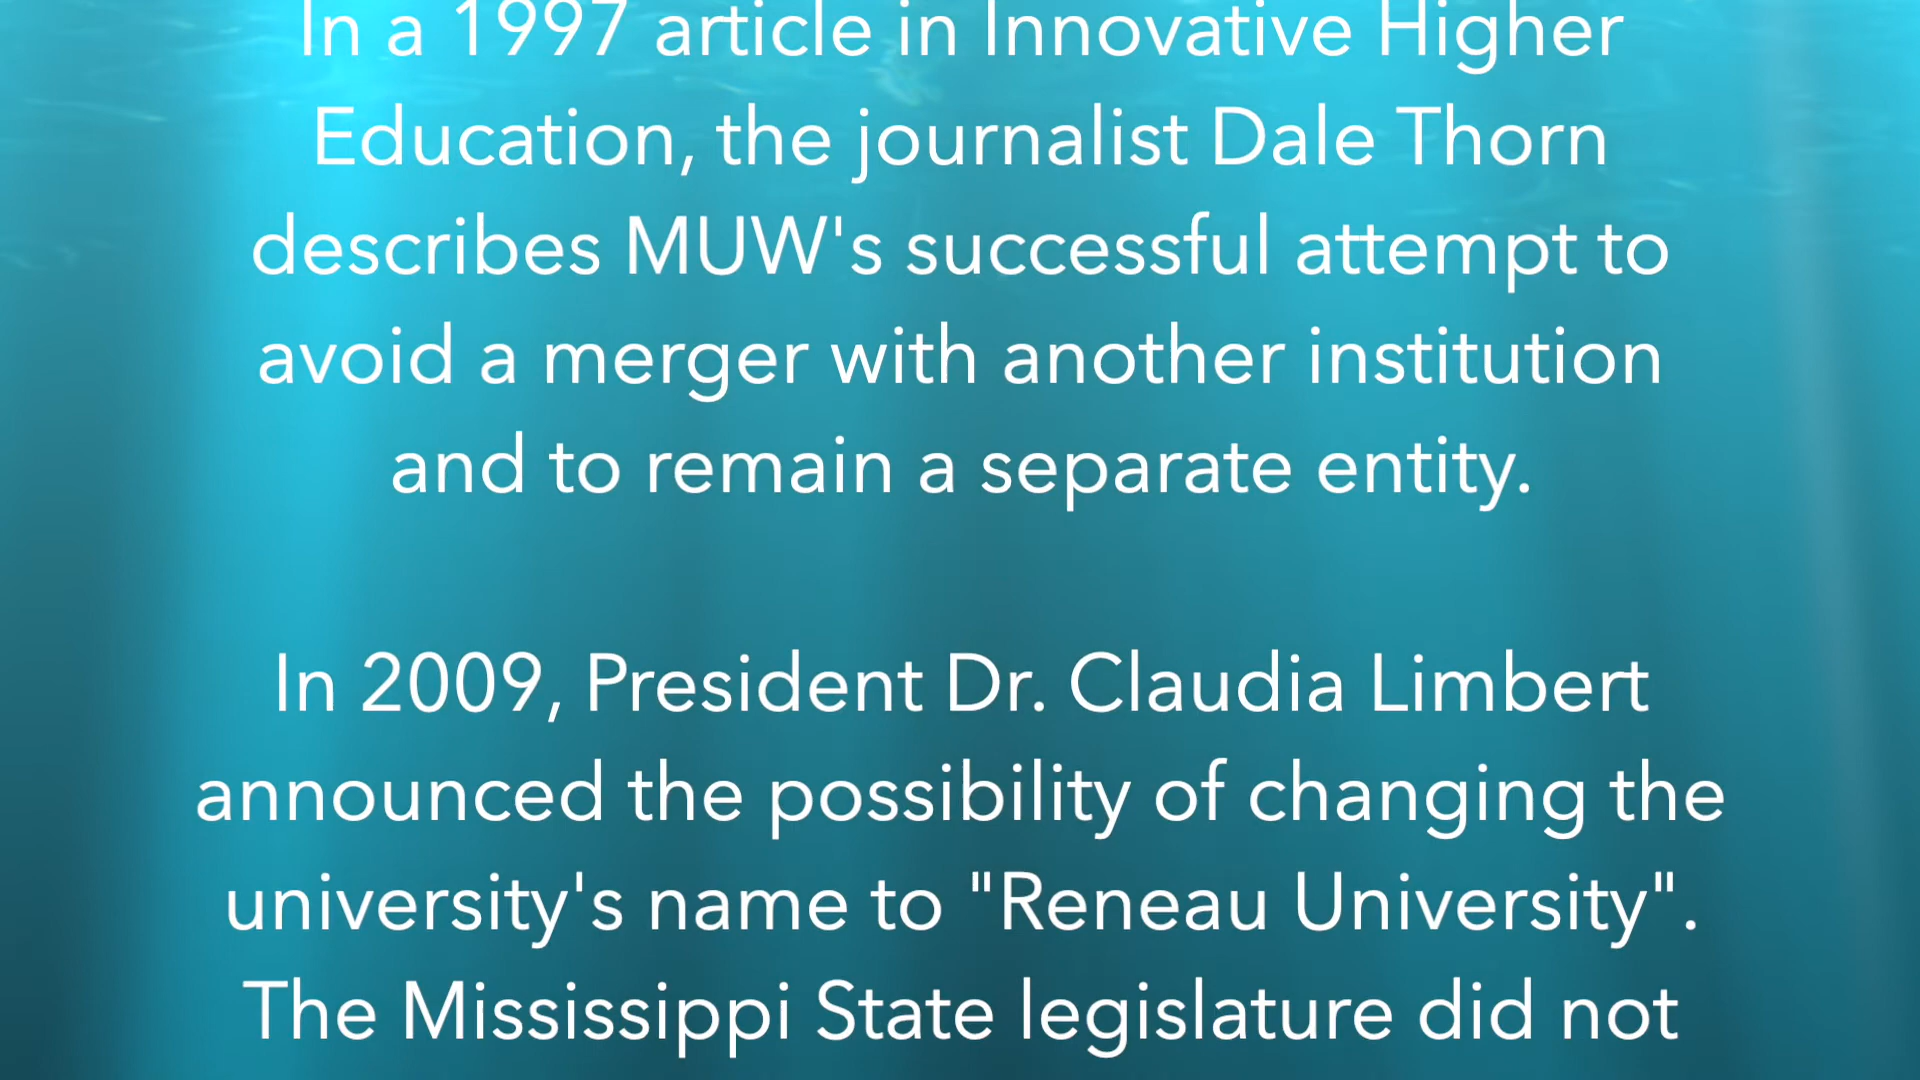 In a 1997 article in Innovative Higher
Education, the journalist Dale Thorn
describes MUW's successful attempt to
avoid a merger with another institution
and to remain a separate entity.
In 2009, President Dr. Claudia Limbert
announced the possibility of changing the
university's name to "Reneau University".
The Mississippi State legislature did not